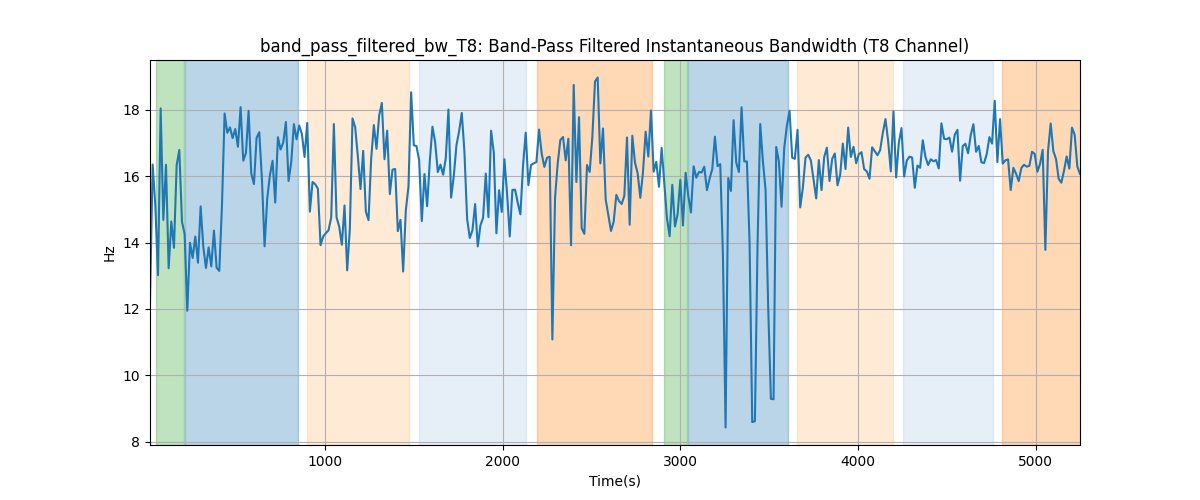 band_pass_filtered_bw_T8: Band-Pass Filtered Instantaneous Bandwidth (T8 Channel)
18
16
14
12
10
8
Hz
1000 2000 3000 4000 5000
Time(s)